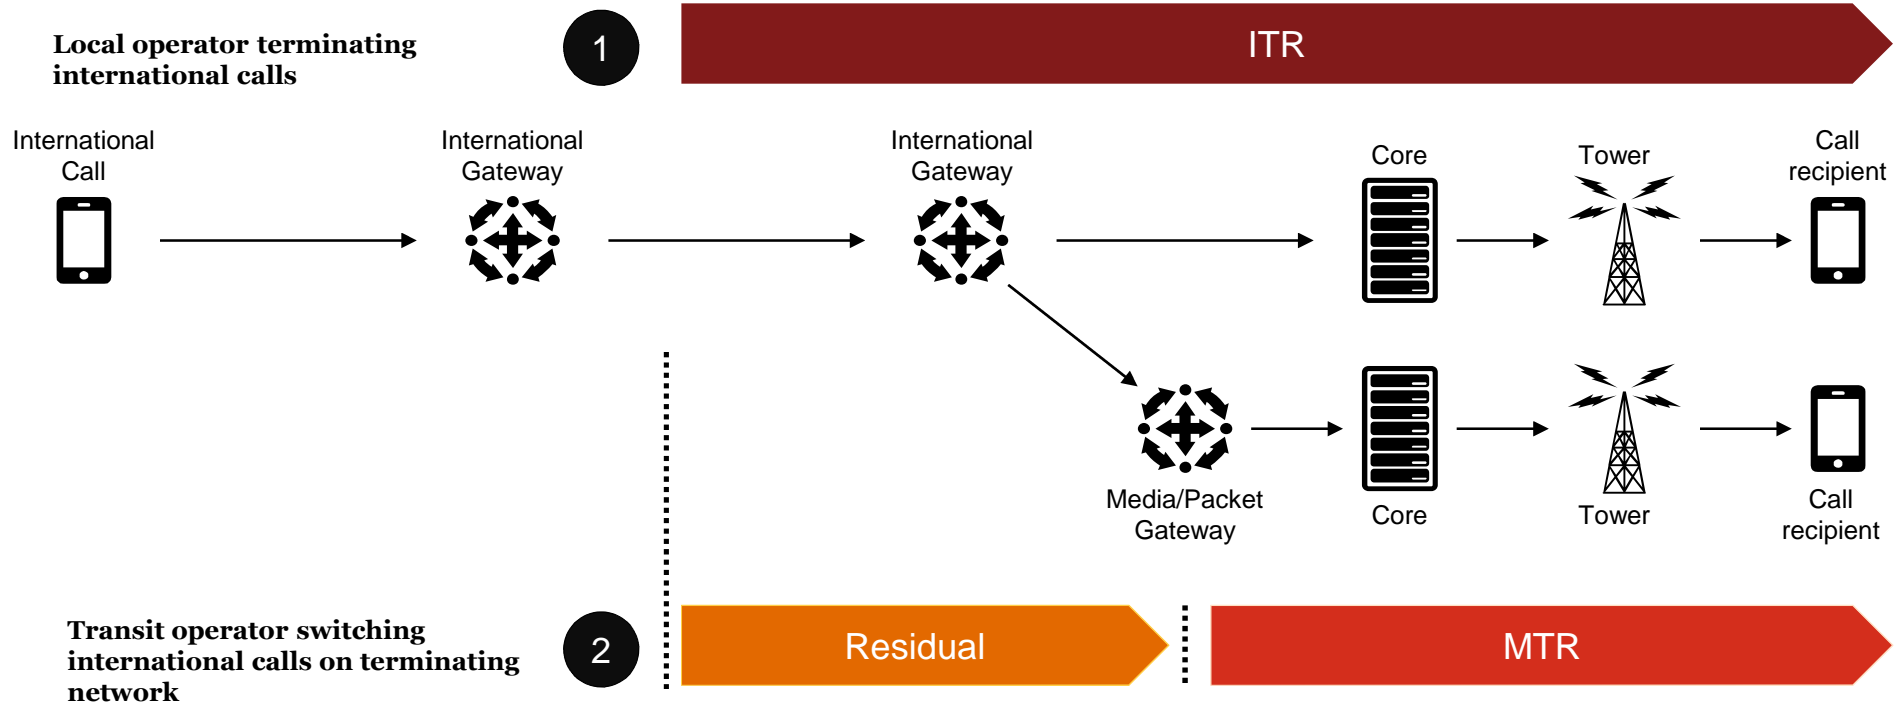 Local operator terminating
international calls
1
ITR
International
Call
International
Gateway
International
Gateway
Core
Tower
Call
recipient
Media/Packet
Gateway
Core
Tower
Call
recipient
Transit operator switching
international calls on terminating
network
2
Residual
MTR